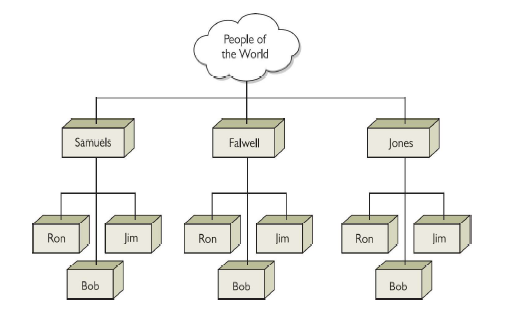 People of
the World
Samuels
Falwell
Jones
Ron
Jim
Ron
Jim
Ron
Jim
Bob
Bob
Bob